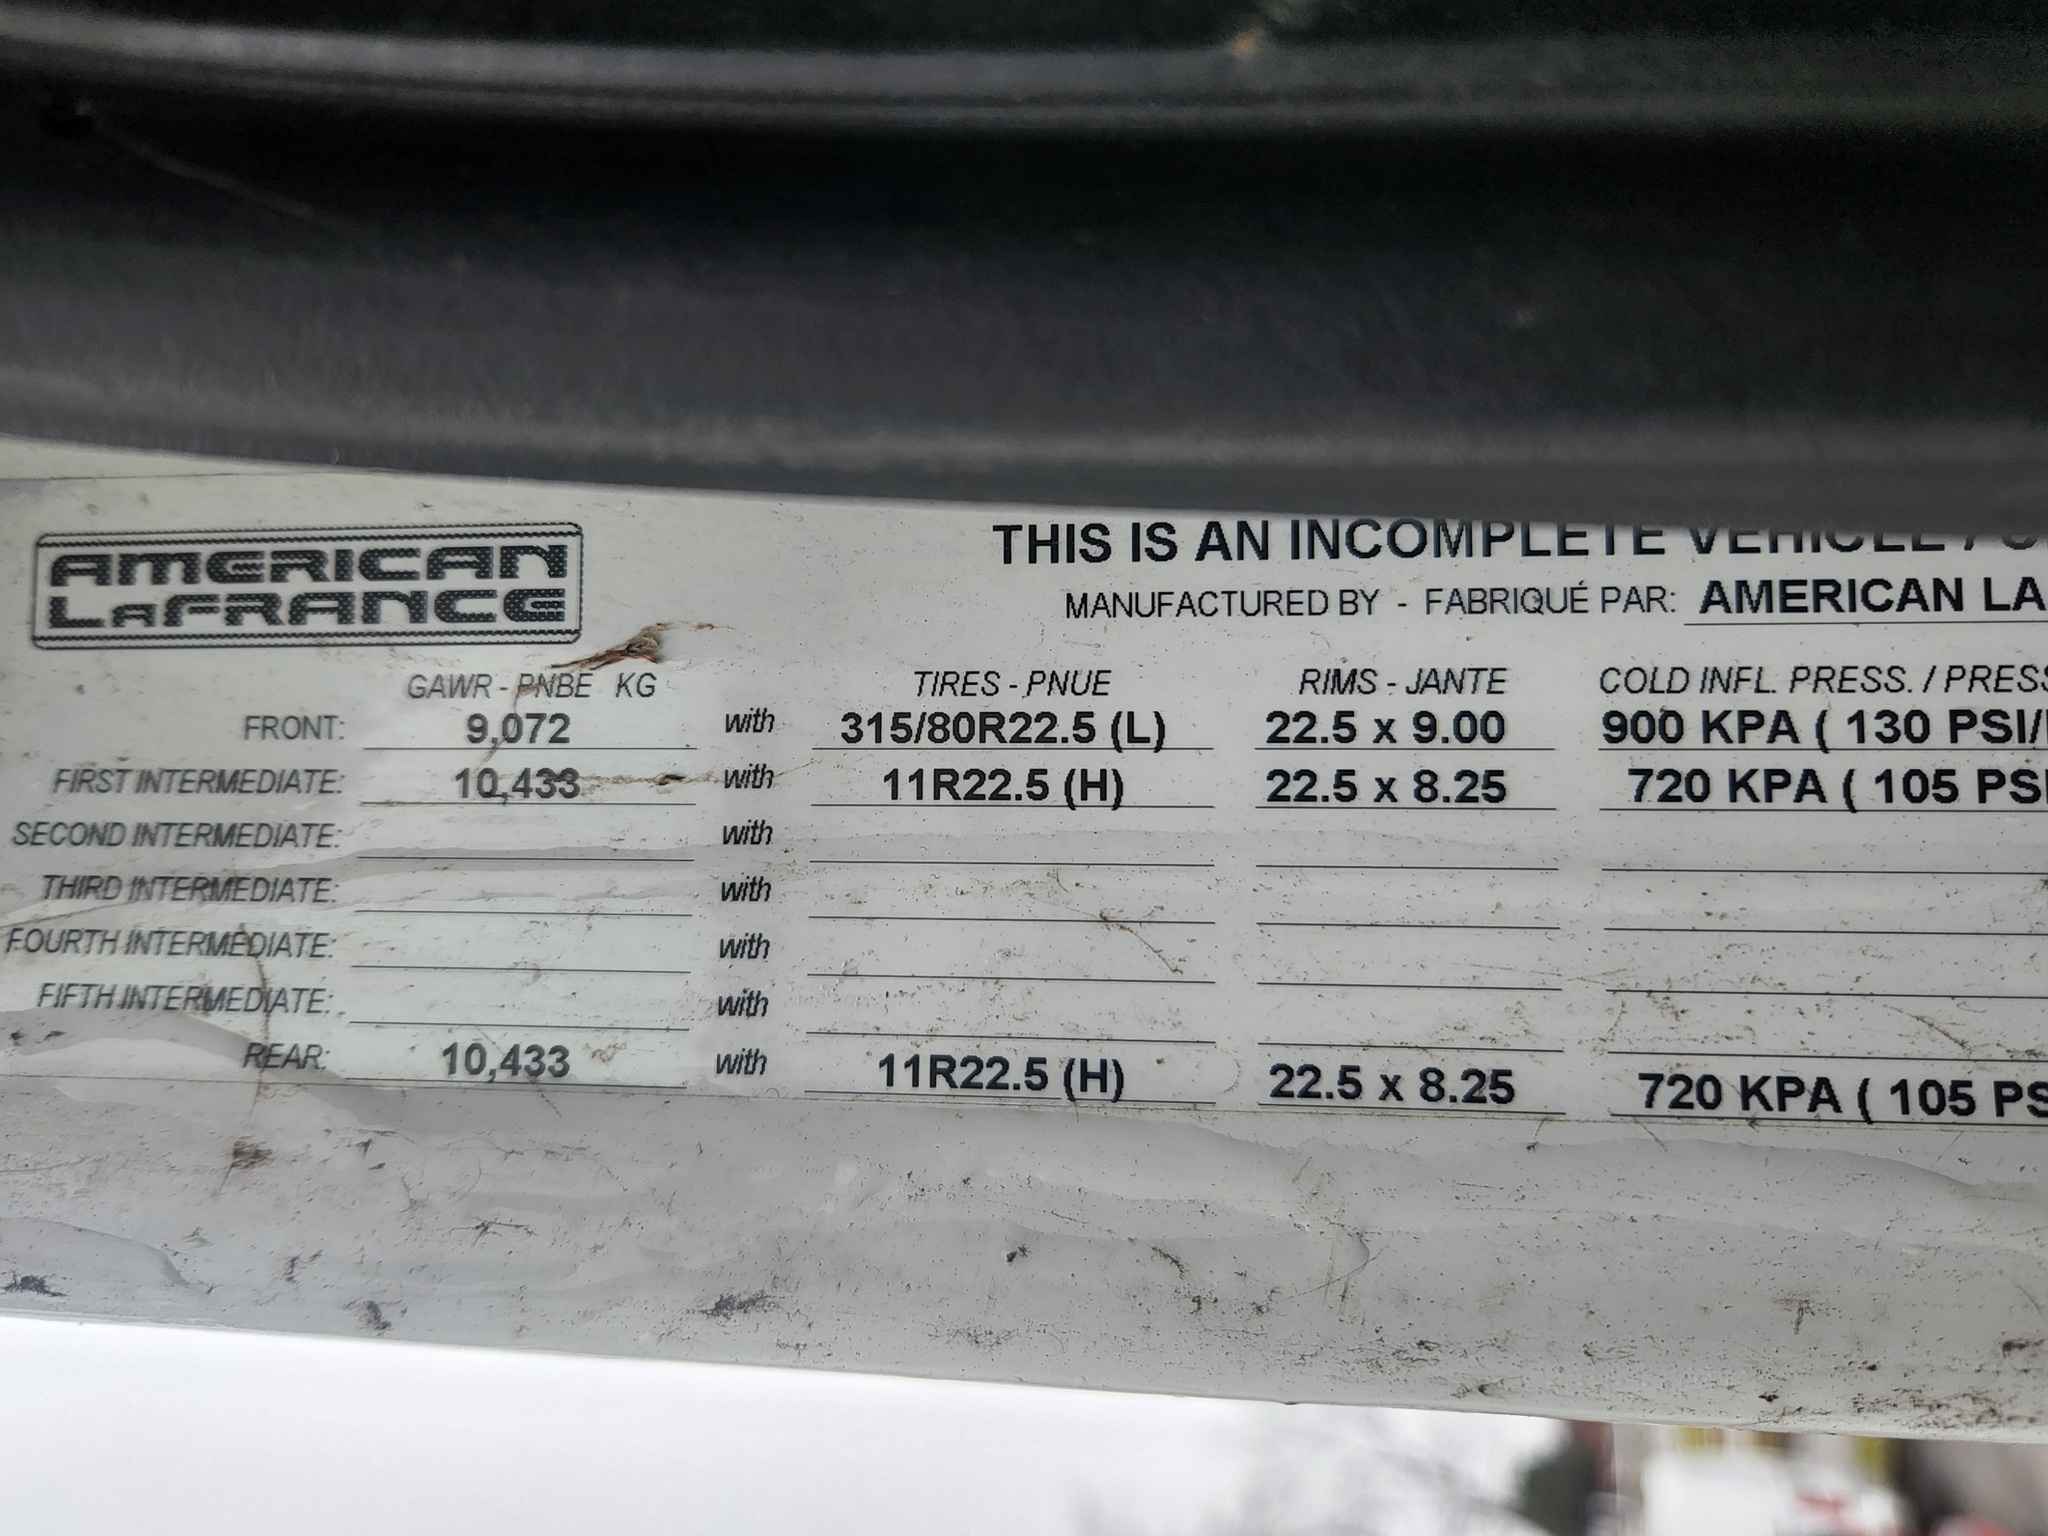 AMERICAN
LAFRANCE
THIS IS AN INCOMPLETE VEHICLE /
MANUFACTURED BY - FABRIQUÉ PAR: AMERICAN LA
GAWR - PNBE KG TIRES - PNUE RIMS - JANTE COLD INFL. PRESS. / PRESS
FRONT: 9,072 with 315/80R22.5 (L) 22.5 x 9.00 900 KPA ( 130 PSI/
FIRST INTERMEDIATE: 10,433 with 11R22.5 (H) 22.5 x 8.25 720 KPA ( 105 PSI
SECOND INTERMEDIATE: with
THIRD INTERMEDIATE: with
FOURTH INTERMEDIATE: with
FIFTH INTERMEDIATE: with
REAR: 10,433 with 11R22.5 (H) 22.5 x 8.25 720 KPA ( 105 PS